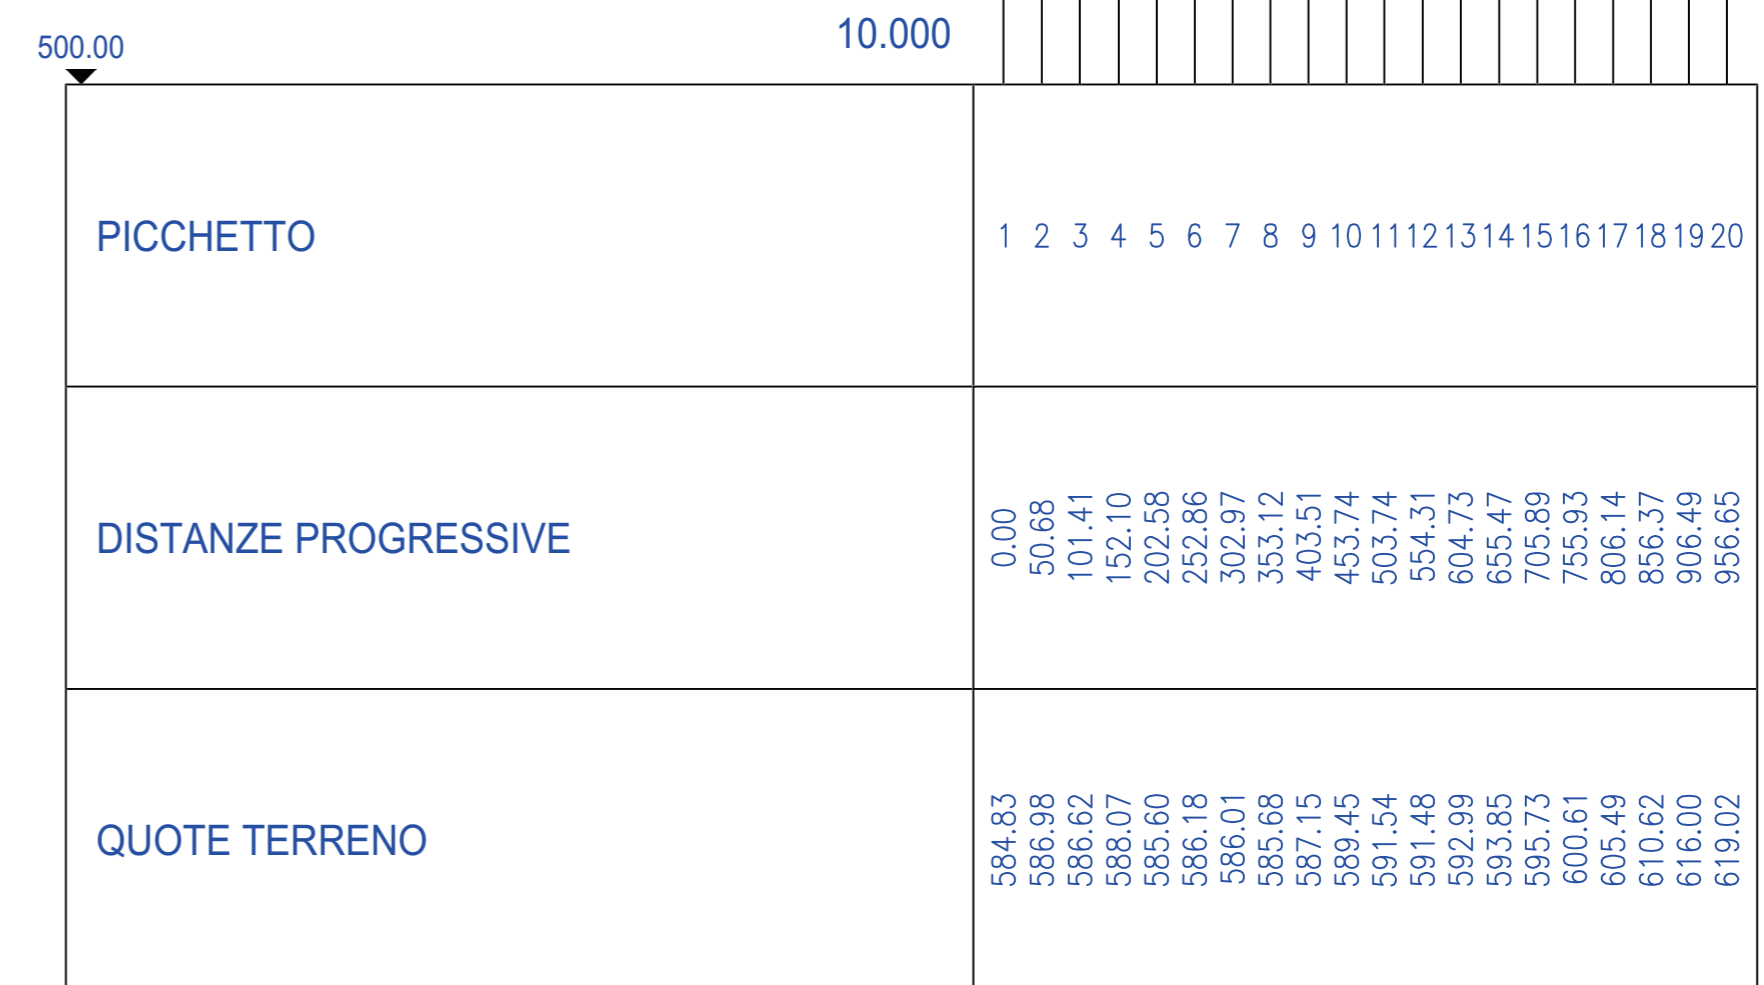 10.000
500.00
PICCHETTO 1 2 3 4 5 6 7 8 9 10 11 12 13 14 15 16 17 18 19 20
DISTANZE PROGRESSIVE 0.00 50.68 101.41 152.10 202.58 252.86 302.97 353.12 403.51 453.74 503.74 554.31 604.73 655.47 705.89 755.93 806.14 856.37 906.49 956.65
QUOTE TERRENO 584.83 586.98 586.62 588.07 585.60 586.18 586.01 585.68 587.15 589.45 591.54 591.48 592.99 593.85 595.73 600.61 605.49 610.62 616.00 619.02